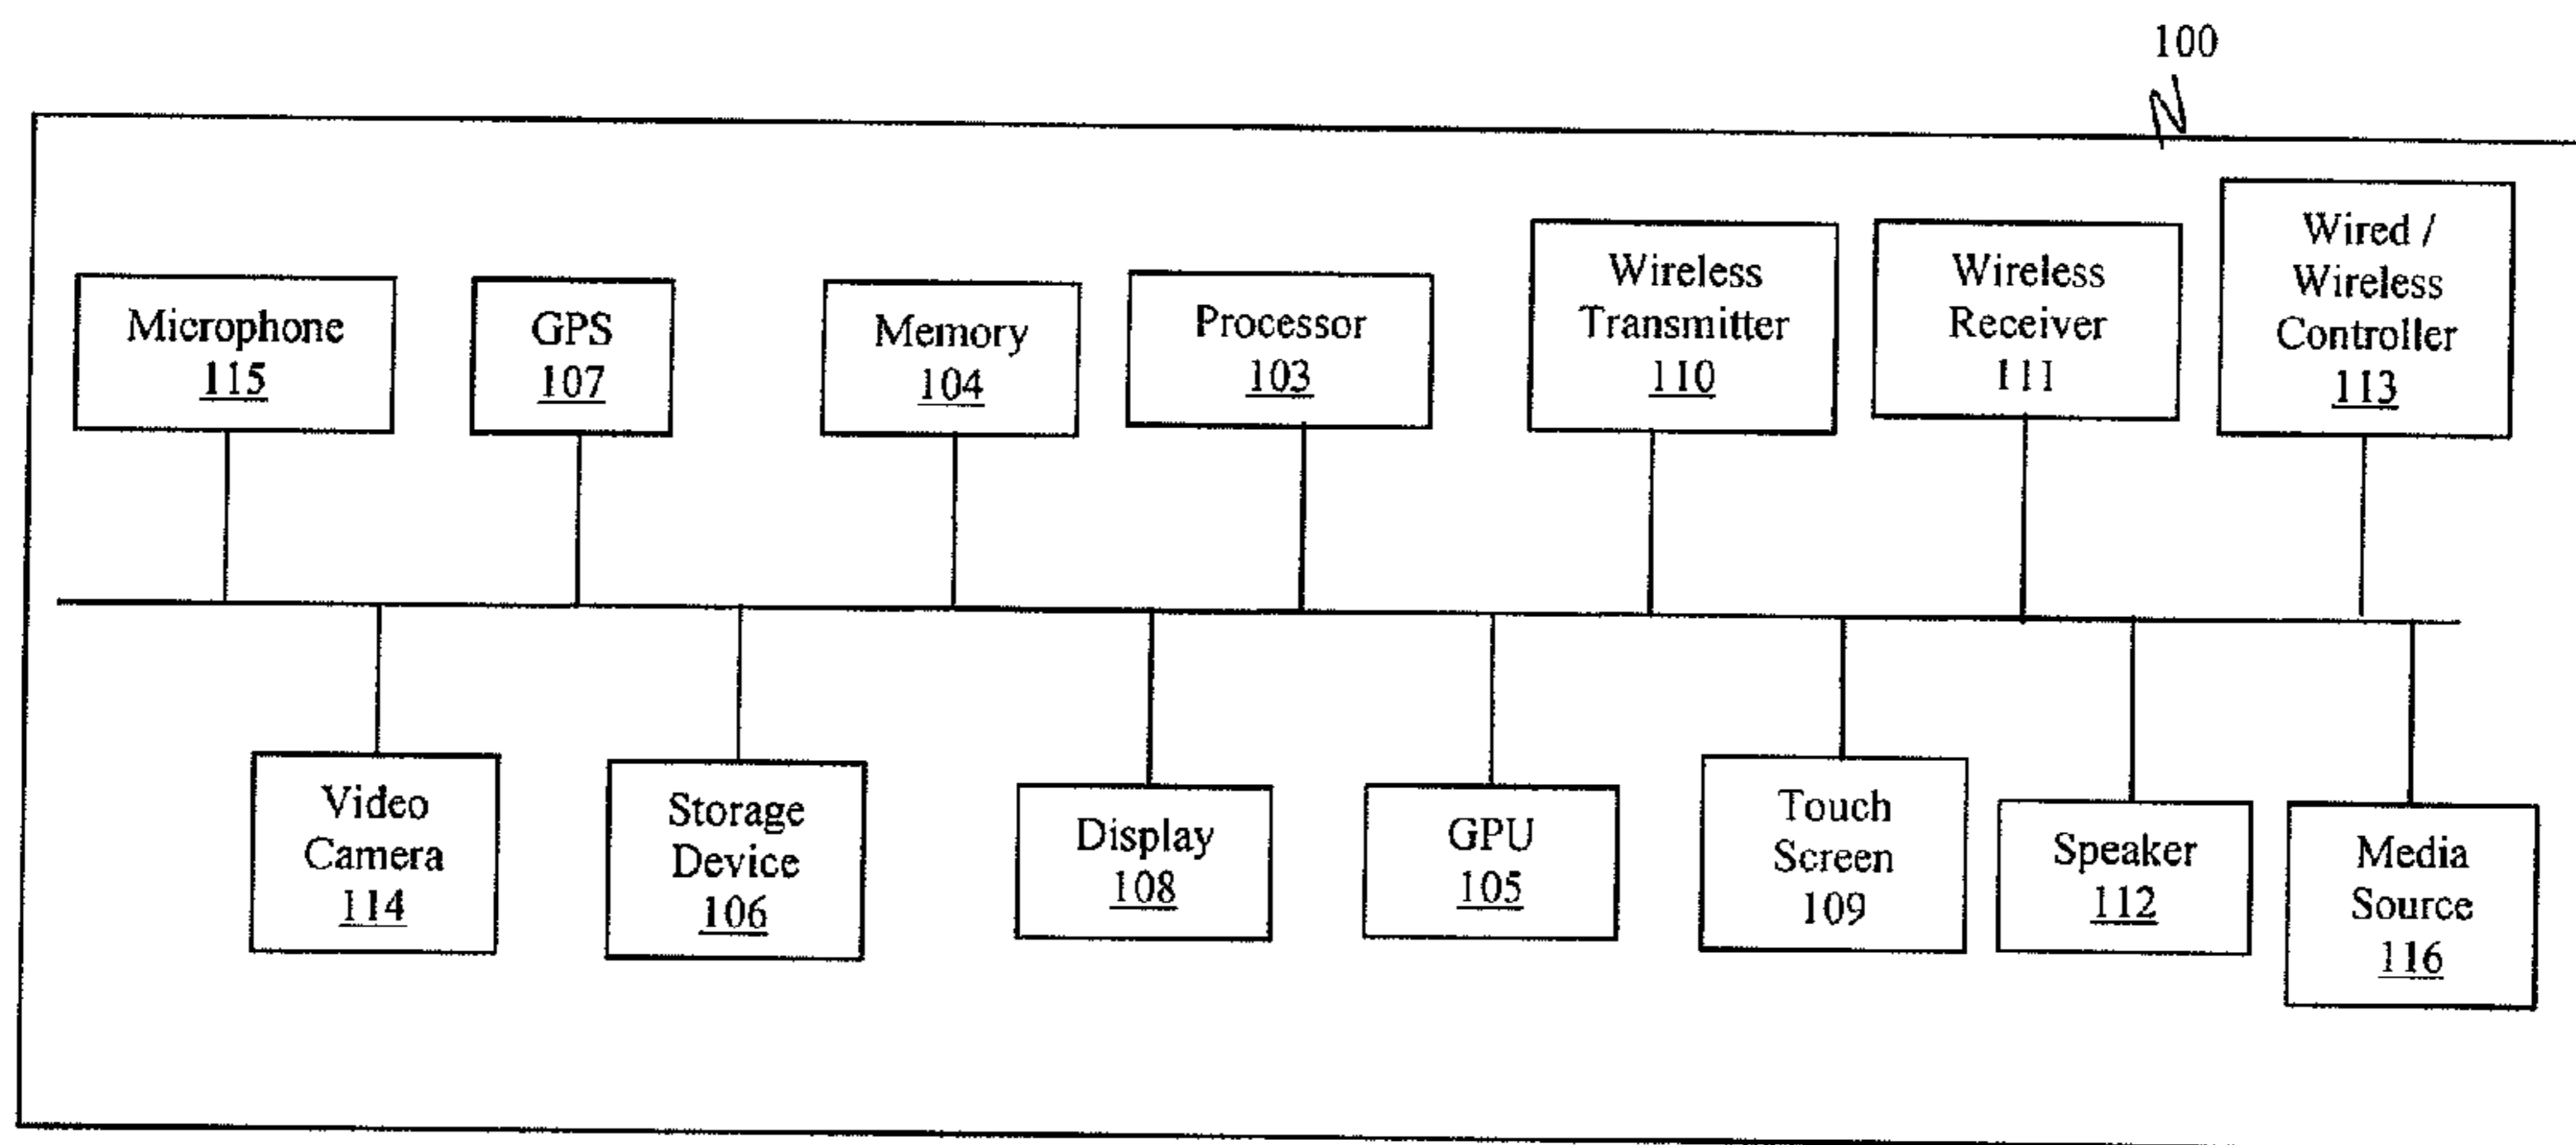 100
Microphone
115
GPS
107
Memory
104
Processor
103
Wireless
Transmitter
110
Wireless
Receiver
111
Wired /
Wireless
Controller
113
Video
Camera
114
Storage
Device
106
Display
108
GPU
105
Touch
Screen
109
Speaker
112
Media
Source
116